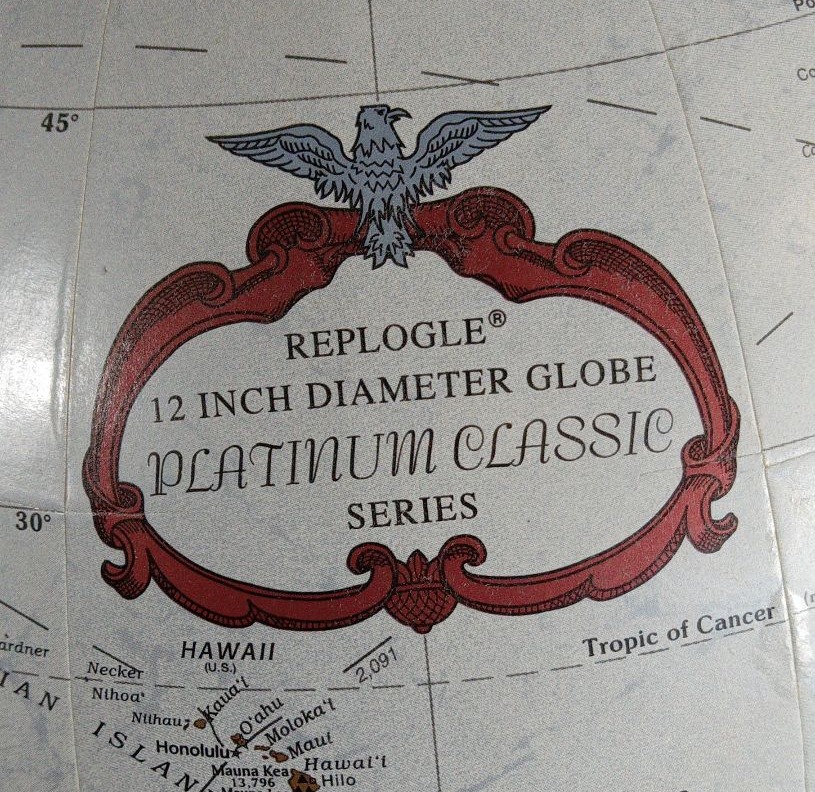 45°
REPLOGLE®
12 INCH DIAMETER GLOBE
PLATINUM CLASSIC
SERIES
30°
Tropic of Cancer
HAWAII
(U.S.)
2,091
Necker
Nihoa
Kaua'i
Niihau
O'ahu
Moloka'i
Honolulu
Maui
Hawai'i
Mauna Kea
13,796
Hilo